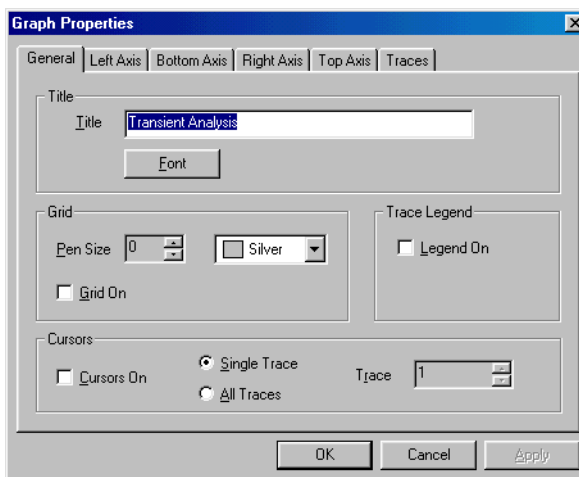 Graph Properties
General Left Axis Bottom Axis Right Axis Top Axis Traces
Title
Title Transient Analysis
Font
Grid
Pen Size 0 Silver
Grid On
Trace Legend
Legend On
Cursors
Cursors On
Single Trace
All Traces
Trace 1
OK Cancel Apply